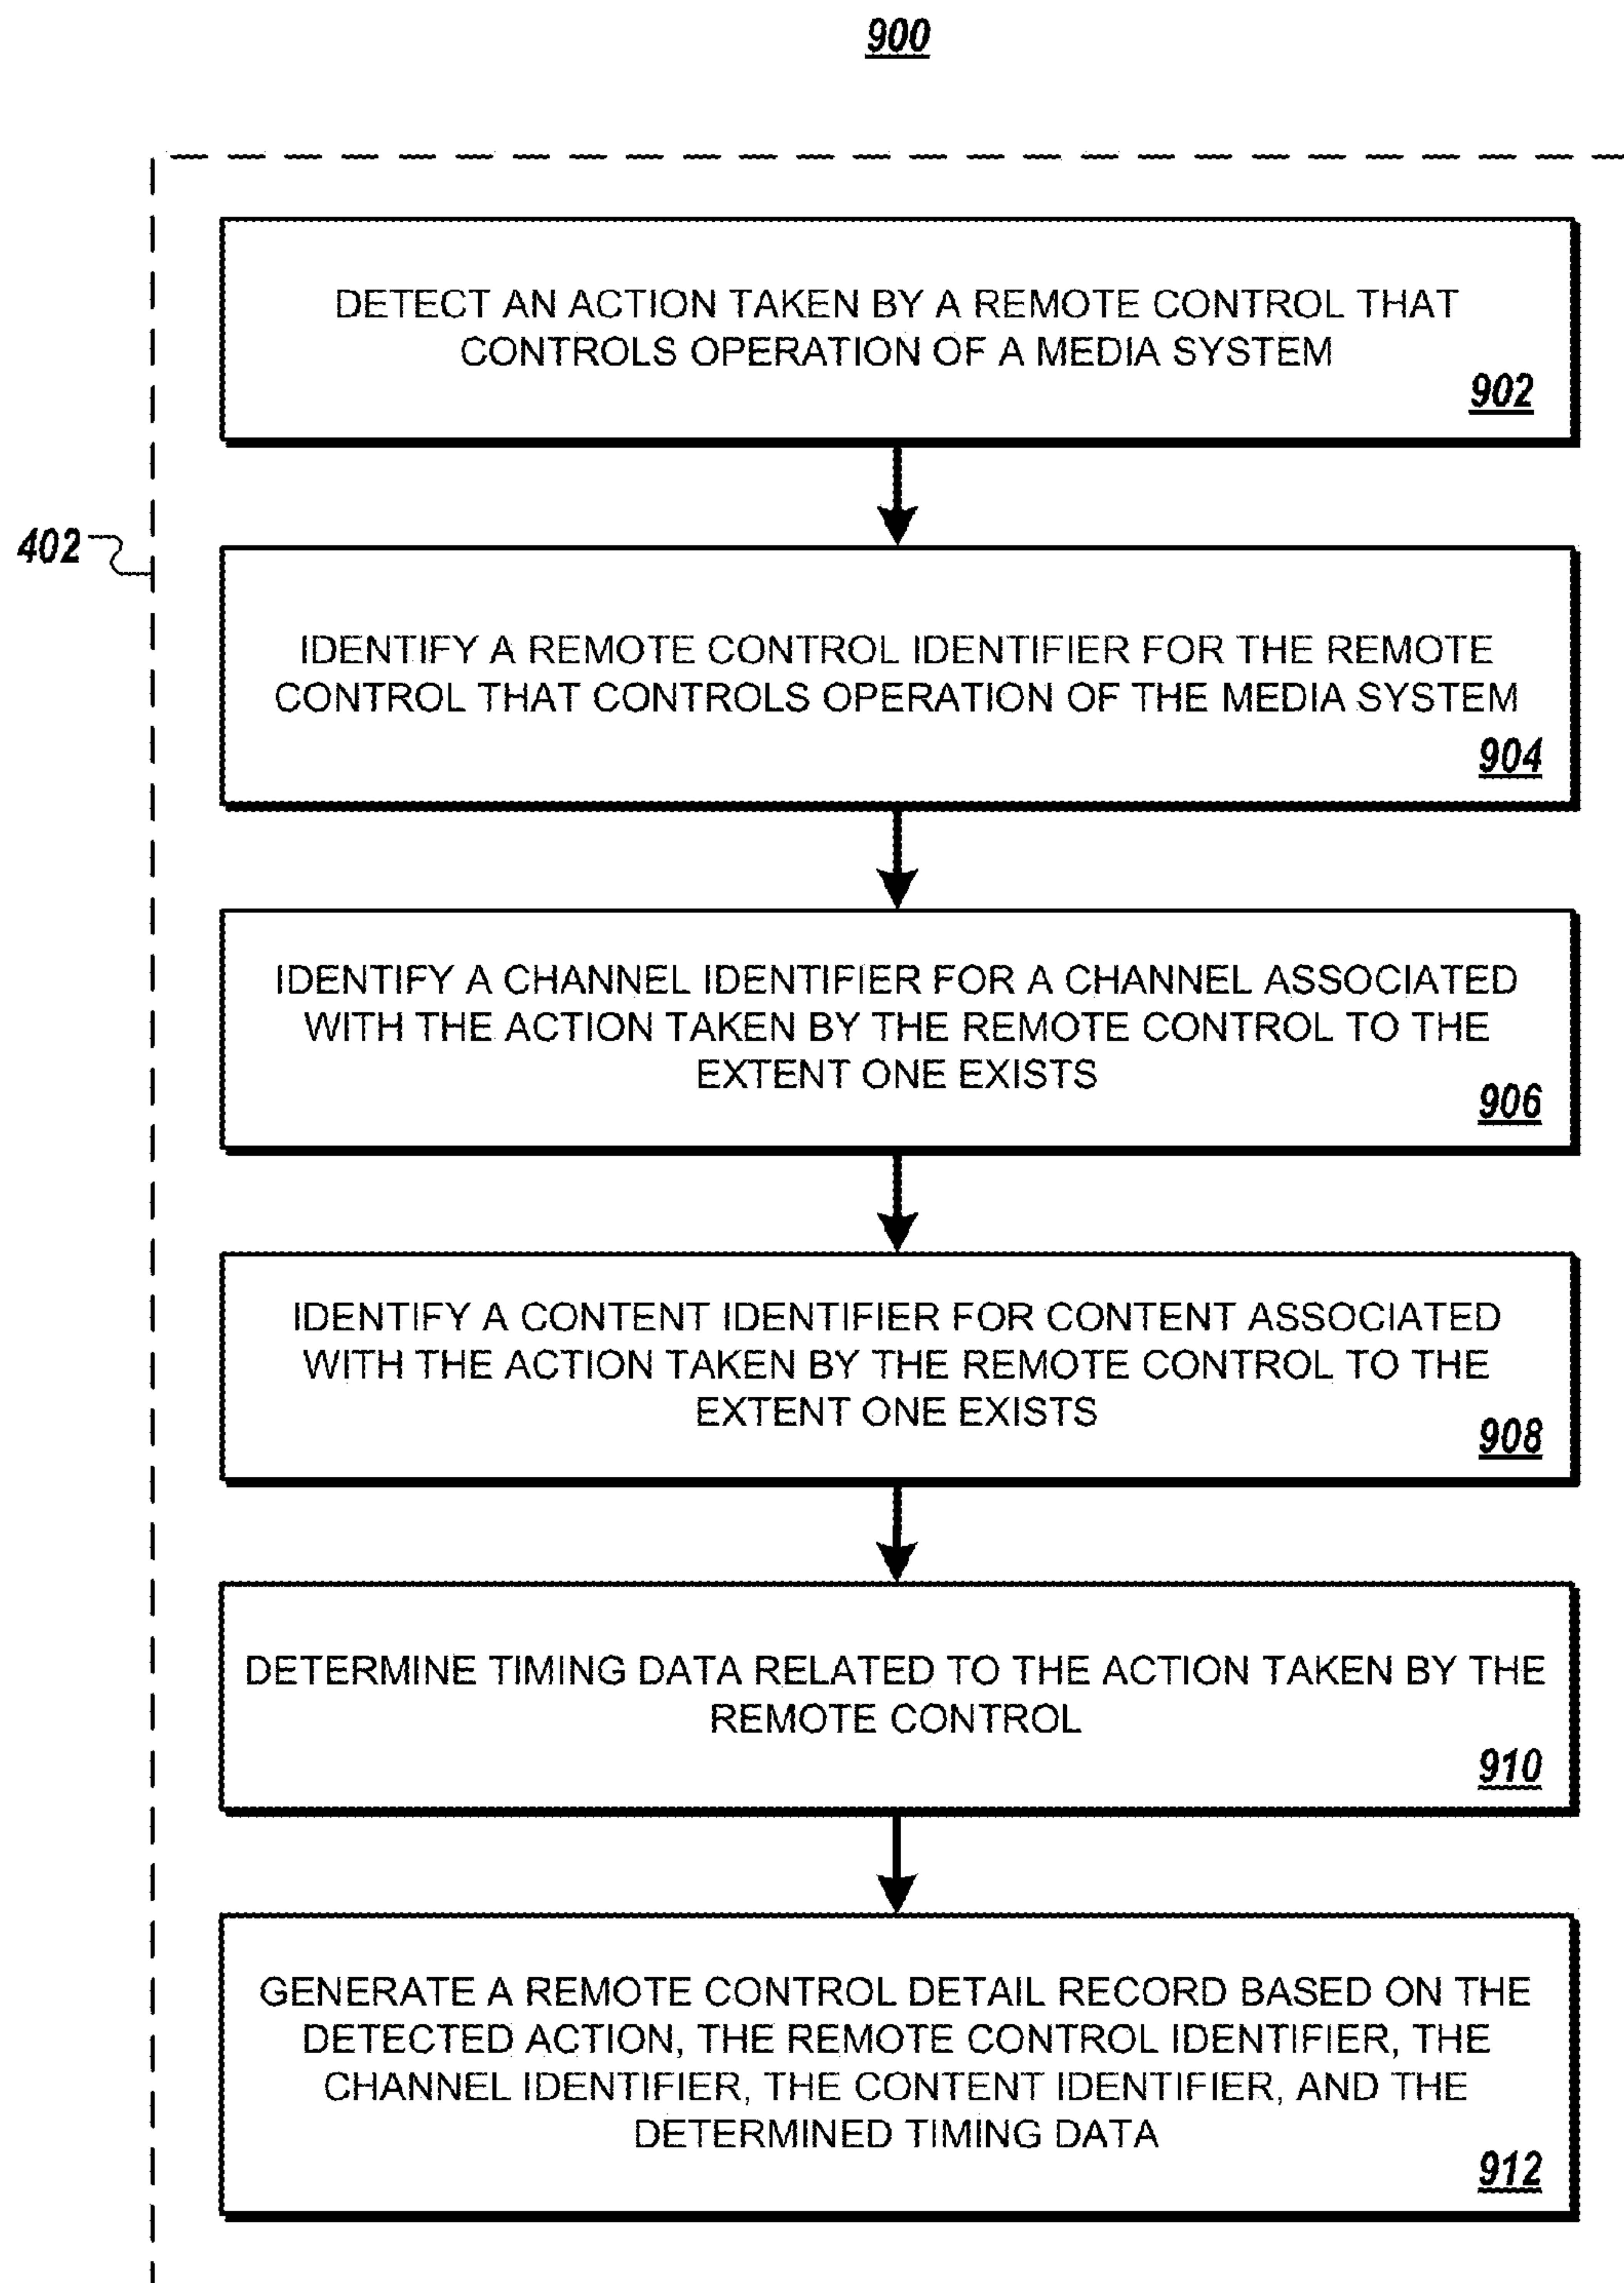 900
DETECT AN ACTION TAKEN BY A REMOTE CONTROL THAT
CONTROLS OPERATION OF A MEDIA SYSTEM
902
402
IDENTIFY A REMOTE CONTROL IDENTIFIER FOR THE REMOTE
CONTROL THAT CONTROLS OPERATION OF THE MEDIA SYSTEM
904
IDENTIFY A CHANNEL IDENTIFIER FOR A CHANNEL ASSOCIATED
WITH THE ACTION TAKEN BY THE REMOTE CONTROL TO THE
EXTENT ONE EXISTS
906
IDENTIFY A CONTENT IDENTIFIER FOR CONTENT ASSOCIATED
WITH THE ACTION TAKEN BY THE REMOTE CONTROL TO THE
EXTENT ONE EXISTS
908
DETERMINE TIMING DATA RELATED TO THE ACTION TAKEN BY THE
REMOTE CONTROL
910
GENERATE A REMOTE CONTROL DETAIL RECORD BASED ON THE
DETECTED ACTION, THE REMOTE CONTROL IDENTIFIER, THE
CHANNEL IDENTIFIER, THE CONTENT IDENTIFIER, AND THE
DETERMINED TIMING DATA
912